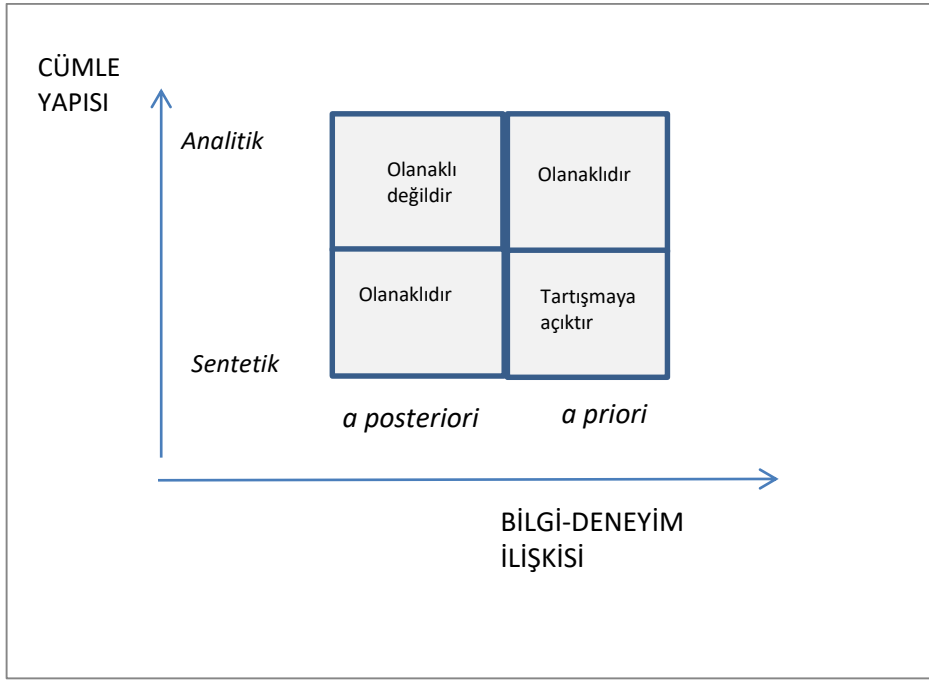 CÜMLE
YAPISI
Analitik
Olanaklı
değildir
Olanaklıdır
Olanaklıdır
Tartışmaya
açıktır
Sentetik
a posteriori
a priori
BİLGİ-DENEYİM
İLİŞKİSİ